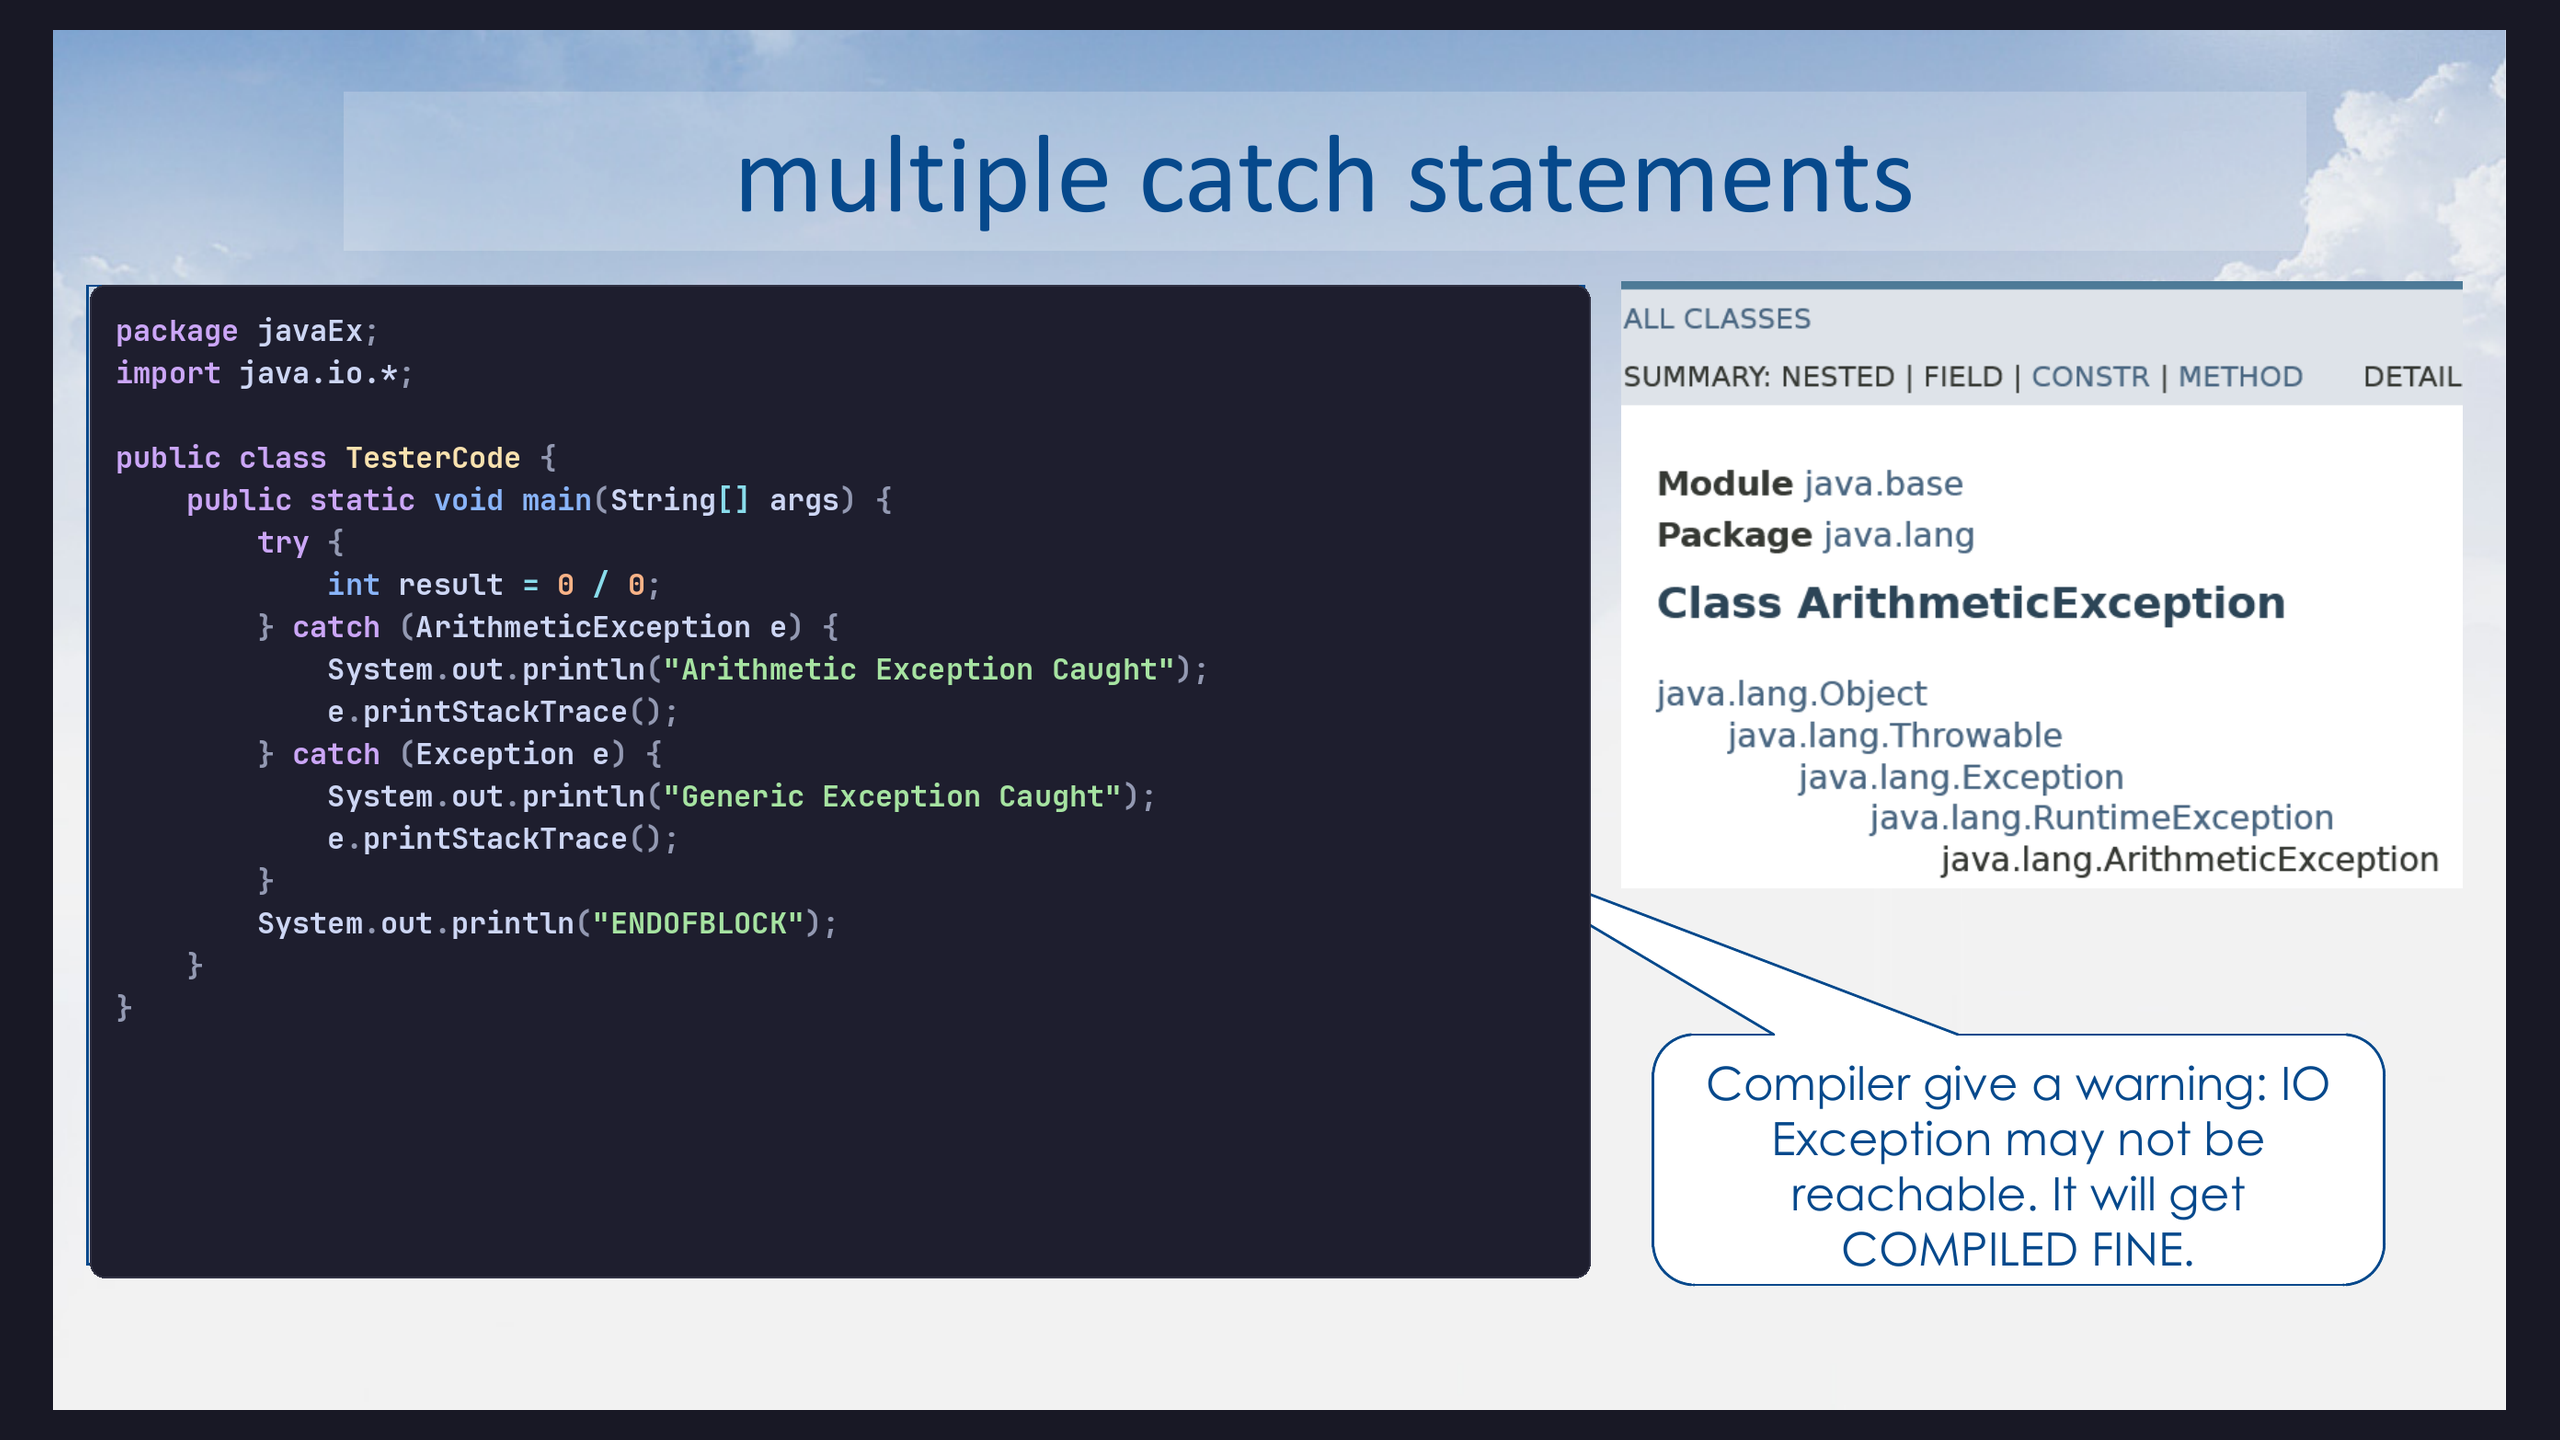 multiple catch statements
package javaEx;
import java.io.*;
public class TesterCode {
public static void main(String[] args) {
try {
int result = 0 / 0;
} catch (ArithmeticException e) {
System.out.println("Arithmetic Exception Caught");
e.printStackTrace();
} catch (Exception e) {
System.out.println("Generic Exception Caught");
e.printStackTrace();
}
System.out.println("ENDOFBLOCK");
}
}
ALL CLASSES
SUMMARY: NESTED | FIELD | CONSTR | METHOD DETAIL
Module java.base
Package java.lang
Class ArithmeticException
java.lang.Object
java.lang.Throwable
java.lang.Exception
java.lang.RuntimeException
java.lang.ArithmeticException
Compiler give a warning: IO
Exception may not be
reachable. It will get
COMPILED FINE.